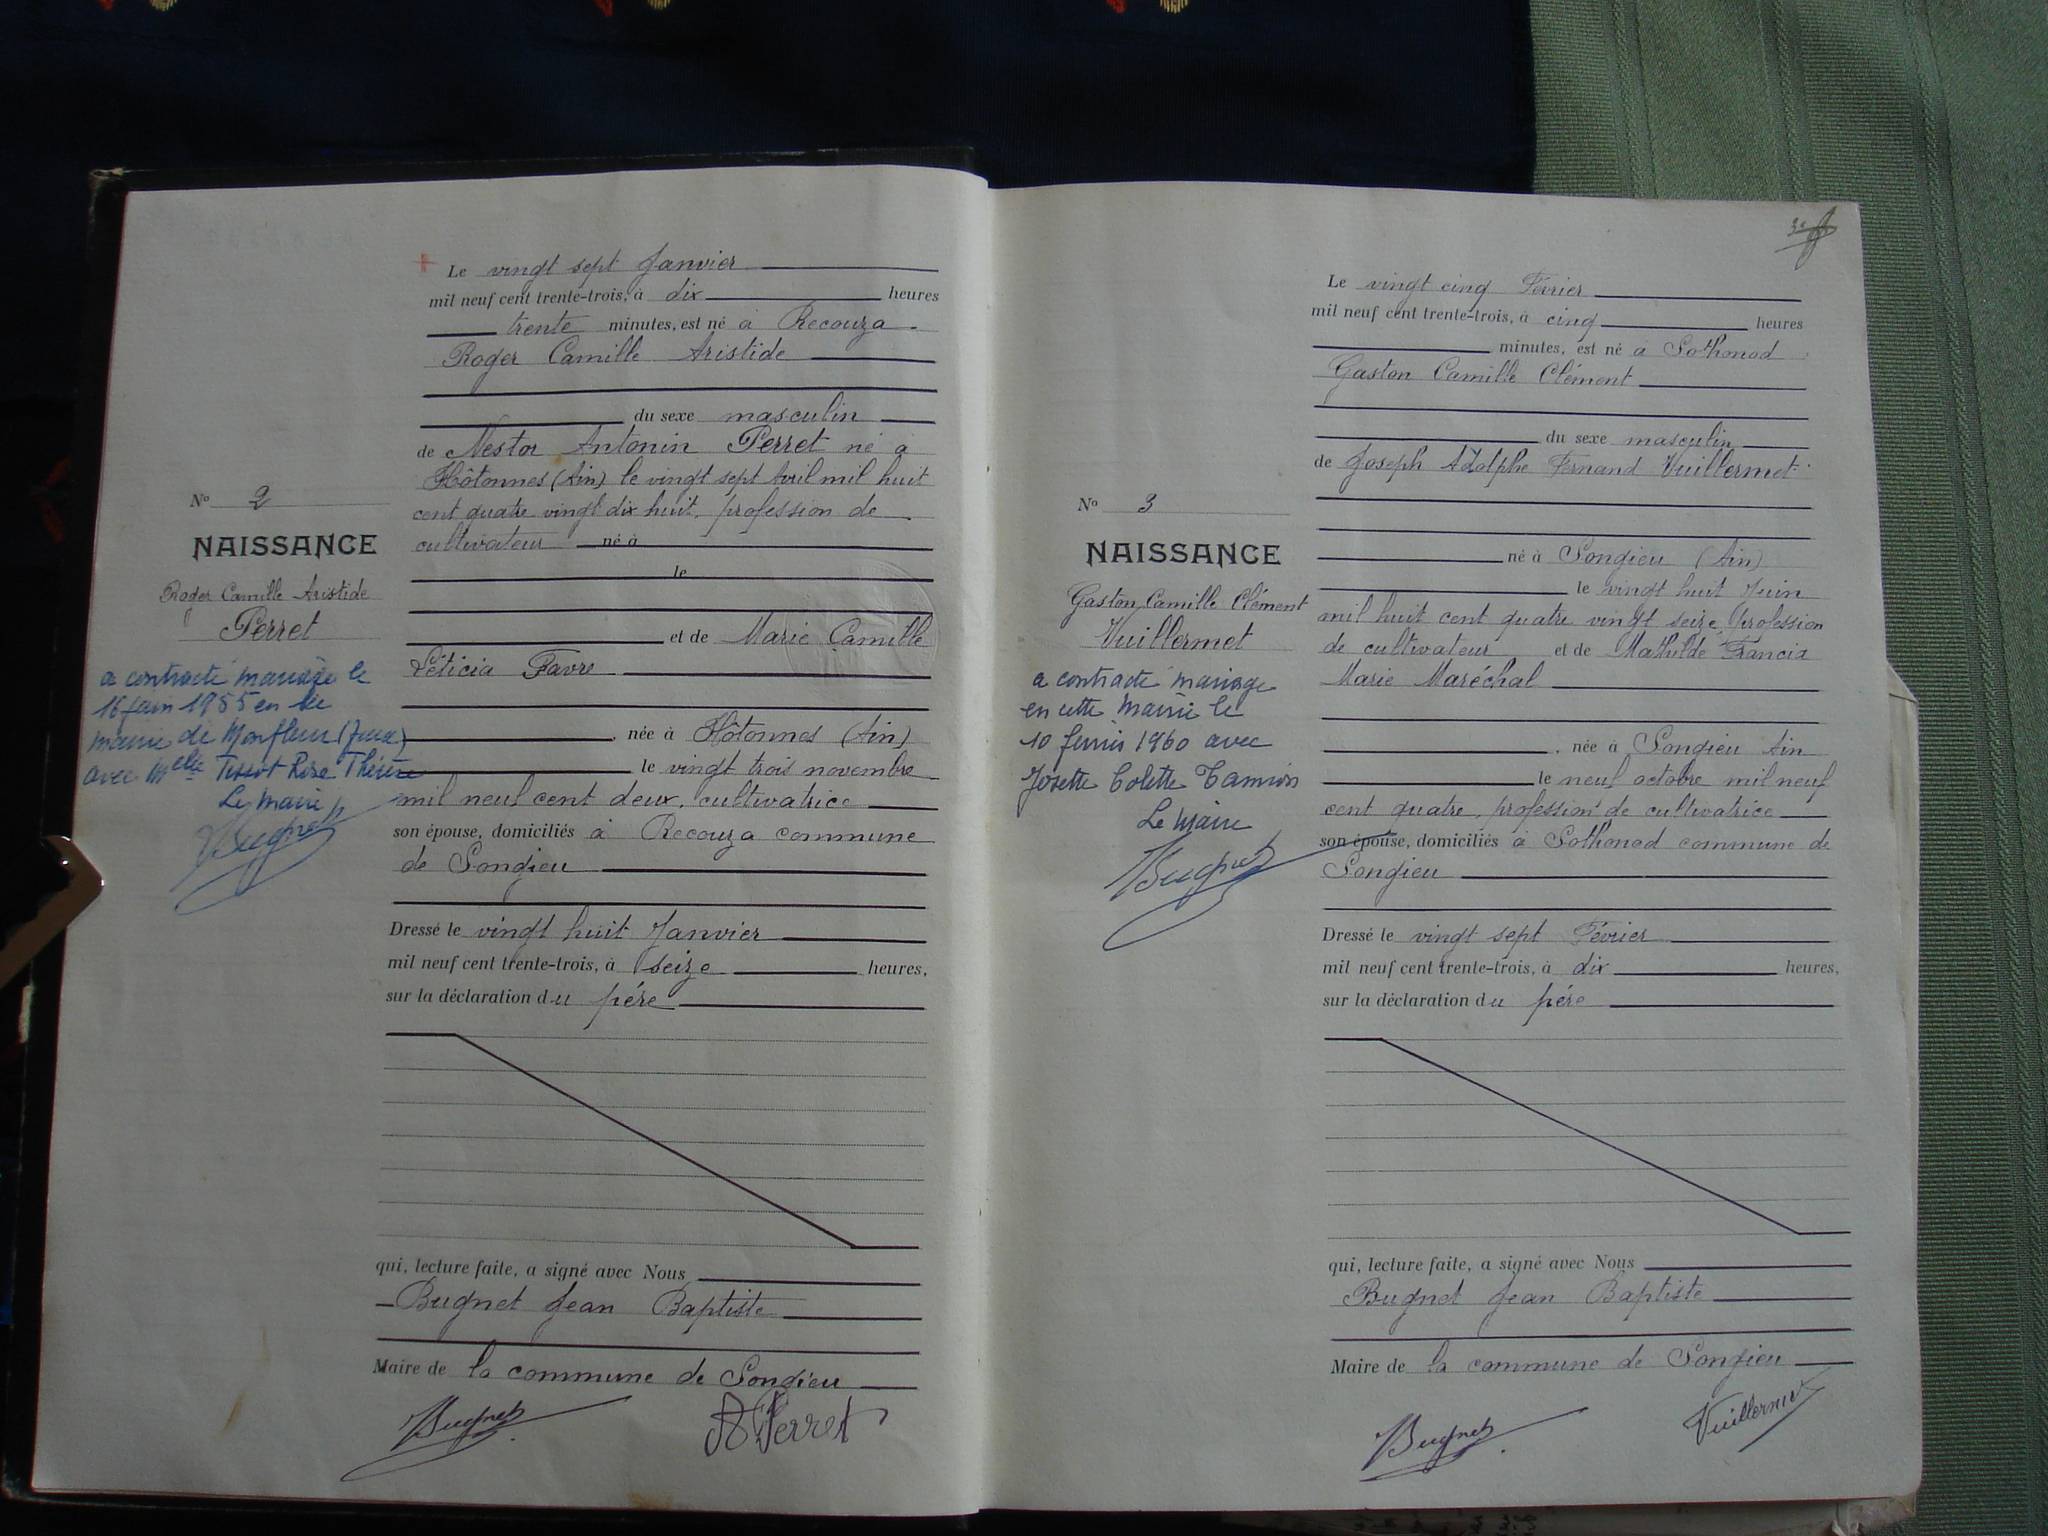 Le vingt sept Janvier
mil neuf cent trente-trois, à dix heures
trente minutes, est né à Recouza
Roger Camille Aristide
du sexe masculin
de Nestor Antonin Perret né à
Hôtonnes (Ain) le vingt sept Avril mil huit
cent quatre vingt dix huit, profession de
cultivateur né à
le
et de Marie Camille
Léticia Favre
née à Hôtonnes (Ain)
le vingt trois novembre
mil neuf cent deux, cultivatrice
son épouse, domiciliés à Recouza commune
de Songieu
Dressé le vingt huit Janvier
mil neuf cent trente-trois, à seize heures,
sur la déclaration du père
qui, lecture faite, a signé avec Nous
Bugnet Jean Baptiste
Maire de la commune de Songieu
Bugnet Perret
No 2
NAISSANCE
Roger Camille Aristide
Perret
a contracté mariage le
16 1955 en la
mairie de Monfleur (Jura)
avec Melle Tissot Rose Thérèse
Le maire
Bugnet
Le vingt cinq Février
mil neuf cent trente-trois, à cinq heures
minutes, est né à Sothonod
Gaston Camille Clément
du sexe masculin
de Joseph Adolphe Fernand Vuillermet
né à Songieu (Ain)
le vingt huit Juin
mil huit cent quatre vingt seize profession
de cultivateur et de Mathilde Francia
Marie Maréchal
née à Songieu Ain
le neuf octobre mil neuf
cent quatre, profession de cultivatrice
son épouse, domiciliés à Sothonod commune de
Songieu
Dressé le vingt sept Février
mil neuf cent trente-trois, à dix heures,
sur la déclaration du père
qui, lecture faite, a signé avec Nous
Bugnet Jean Baptiste
Maire de la commune de Songieu
Bugnet Vuillermet
No 3
NAISSANCE
Gaston Camille Clément
Vuillermet
a contracté mariage
en cette mairie le
10 février 1960 avec
Josette Colette
Le Maire
Bugnet